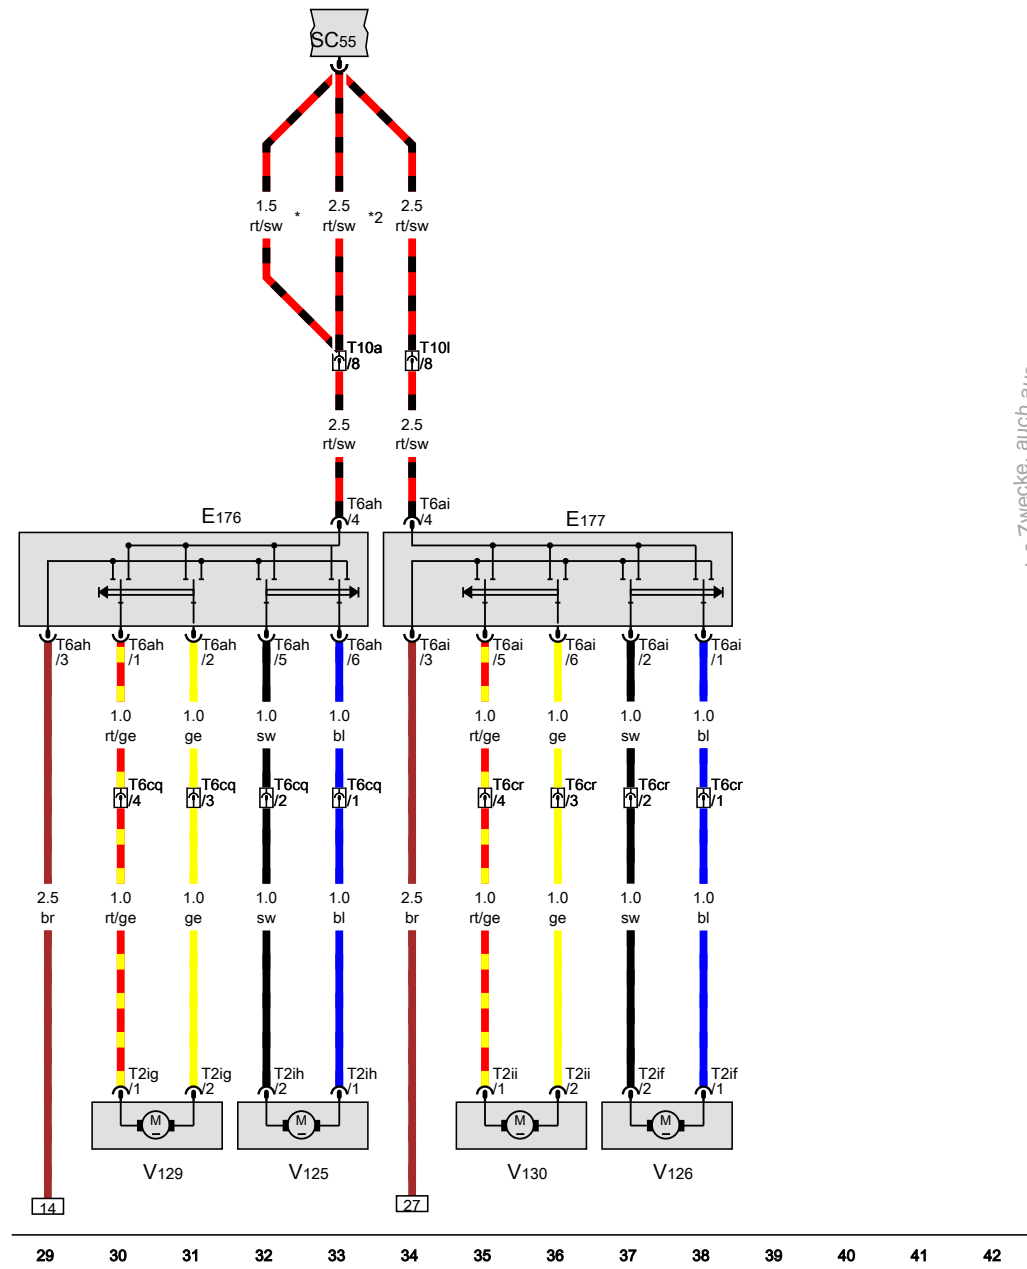 SC55
1.5 2.5 2.5
rt/sw * rt/sw *2 rt/sw
T10a T10l
/8 /8
2.5 2.5
rt/sw rt/sw
T6ah T6ai
/4 /4
E176 E177
T6ah T6ah T6ah T6ah T6ah T6ai T6ai T6ai T6ai T6ai
/3 /1 /2 /5 /6 /3 /5 /6 /2 /1
1.0 1.0 1.0 1.0 1.0 1.0 1.0 1.0
rt/ge ge sw bl rt/ge ge sw bl
T6cq T6cq T6cq T6cq T6cr T6cr T6cr T6cr
/4 /3 /2 /1 /4 /3 /2 /1
2.5 1.0 1.0 1.0 1.0 2.5 1.0 1.0 1.0 1.0
br rt/ge ge sw bl br rt/ge ge sw bl
T2ig T2ig T2ih T2ih T2ii T2ii T2if T2if
/1 /2 /2 /1 /1 /2 /2 /1
M M M M
V129 V125 V130 V126
14 27
29 30 31 32 33 34 35 36 37 38 39 40 41 42
Zwecke, auch aus